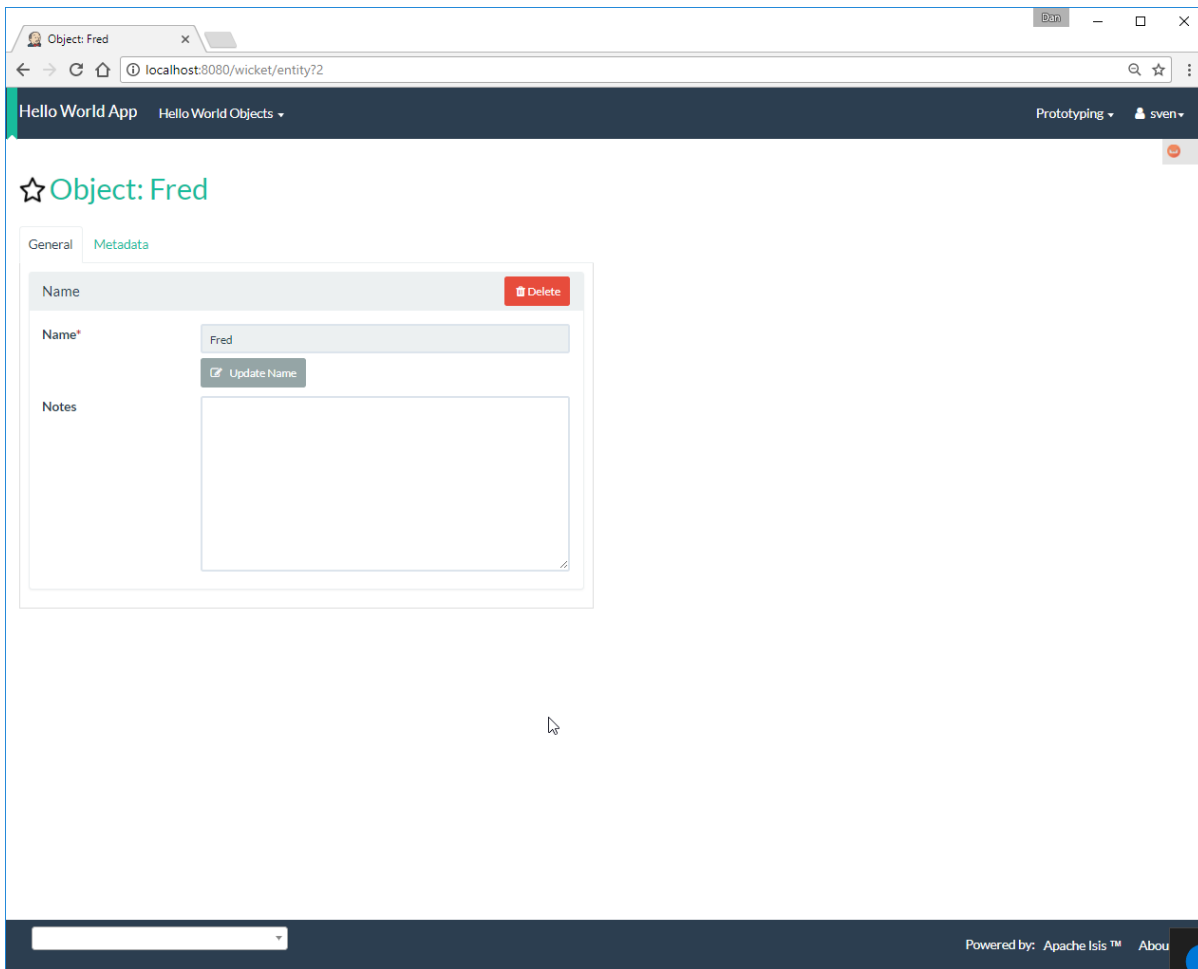 Dan
Object: Fred
localhost:8080/wicket/entity?2
Hello World App Hello World Objects Prototyping sven
Object: Fred
General Metadata
Name Delete
Name* Fred
Update Name
Notes
Powered by: Apache Isis ™ Abou